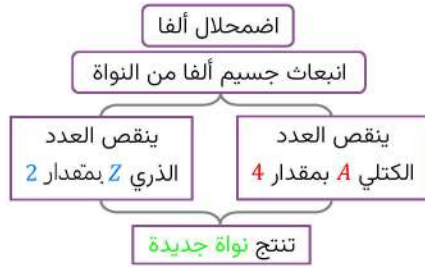 اضمحلال ألفا
انبعاث جسيم ألفا من النواة
ينقص العدد
الكتلي A بمقدار 4
ينقص العدد
الذري Z بمقدار 2
تنتج نواة جديدة